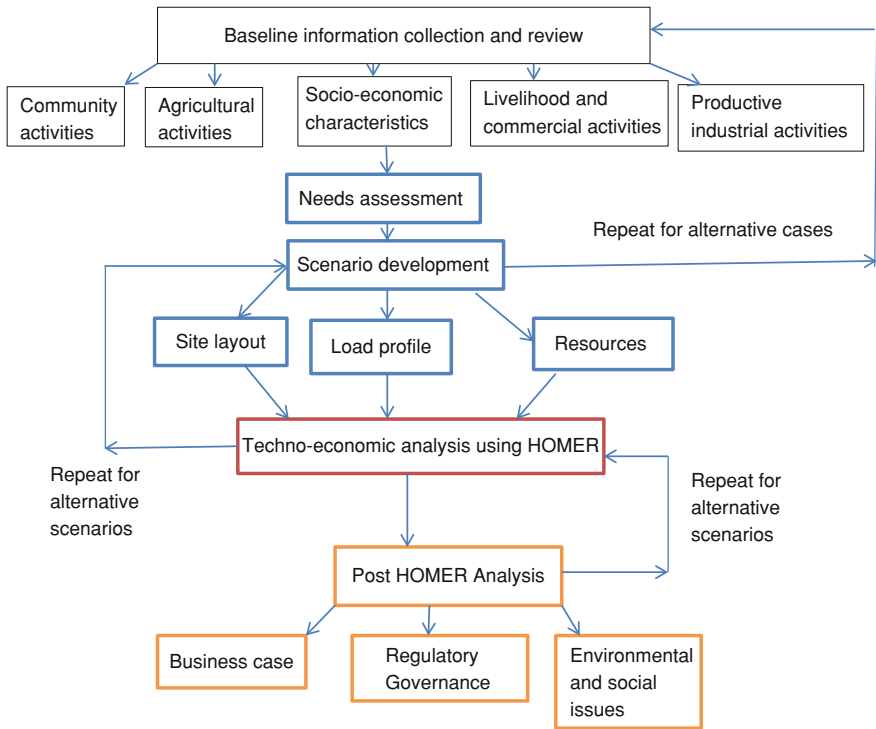 Baseline information collection and review
Community
activities
Agricultural
activities
Socio-economic
characteristics
Livelihood and
commercial activities
Productive
industrial activities
Needs assessment
Repeat for alternative cases
Scenario development
Site layout
Load profile
Resources
Techno-economic analysis using HOMER
Repeat for
alternative
scenarios
Repeat for
alternative
scenarios
Post HOMER Analysis
Business case
Regulatory
Governance
Environmental
and social
issues